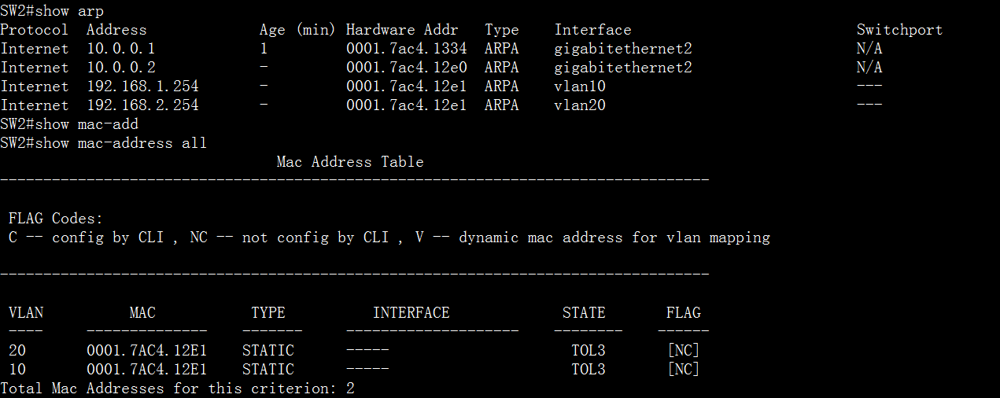 SW2#show arp
Protocol  Address             Age (min)  Hardware Addr   Type    Interface                          Switchport
Internet  10.0.0.1            1         0001.7ac4.1334  ARPA    gigabitethernet2                   N/A
Internet  10.0.0.2            -         0001.7ac4.12e0  ARPA    gigabitethernet2                   N/A
Internet  192.168.1.254       -         0001.7ac4.12e1  ARPA    vlan10                             ---
Internet  192.168.2.254       -         0001.7ac4.12e1  ARPA    vlan20                             ---
SW2#show mac-add
SW2#show mac-address all
Mac Address Table
----------------------------------------------------------------------------------
FLAG Codes:
C -- config by CLI , NC -- not config by CLI , V -- dynamic mac address for vlan mapping
----------------------------------------------------------------------------------
VLAN          MAC           TYPE          INTERFACE             STATE       FLAG
----     --------------    -------     --------------------    --------    ------
20       0001.7AC4.12E1    STATIC      -----                     TOL3       [NC]
10       0001.7AC4.12E1    STATIC      -----                     TOL3       [NC]
Total Mac Addresses for this criterion: 2